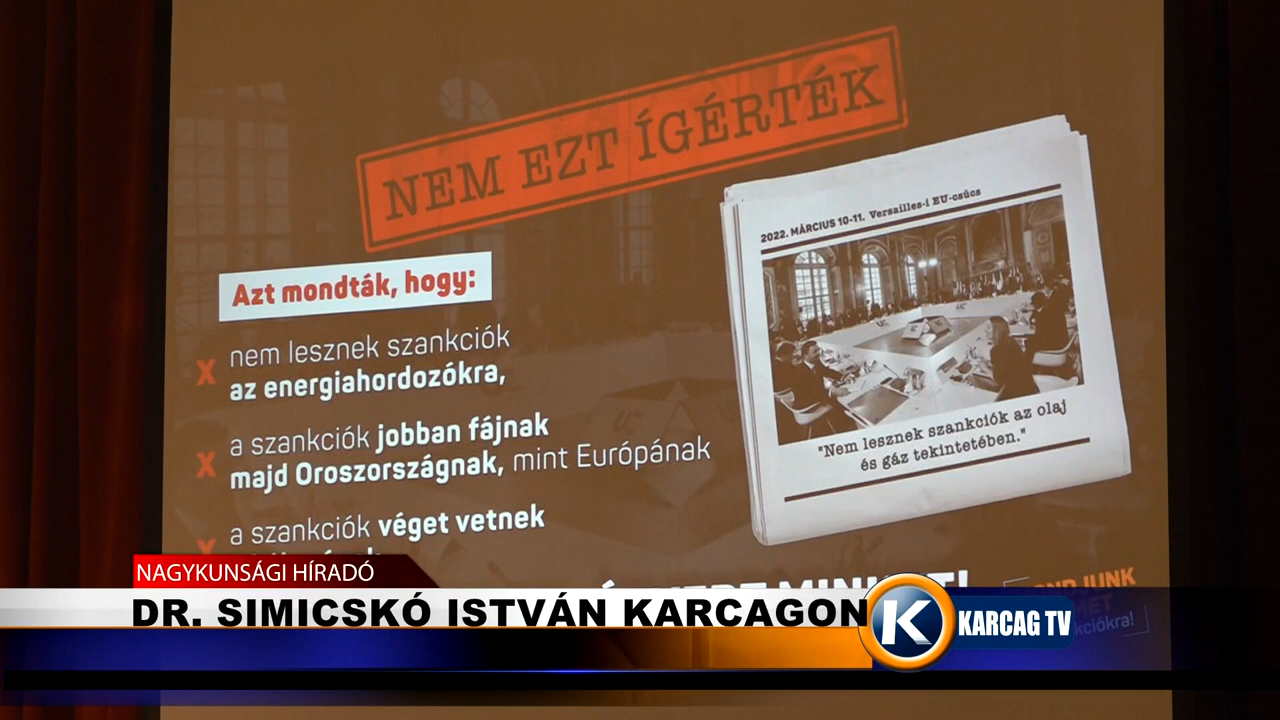 NEM EZT ÍGÉRTÉK
Azt mondták, hogy:
X nem lesznek szankciók
az energiahordozókra,
X a szankciók jobban fájnak
majd Oroszországnak, mint Európának
X a szankciók véget vetnek
2022. MÁRCIUS 10-11. Versailles-i EU-csúcs
"Nem lesznek szankciók az olaj
és gáz tekintetében."
MINKET!
NAGYKUNSÁGI HÍRADÓ
DR. SIMICSKÓ ISTVÁN KARCAGON
K KARCAG TV